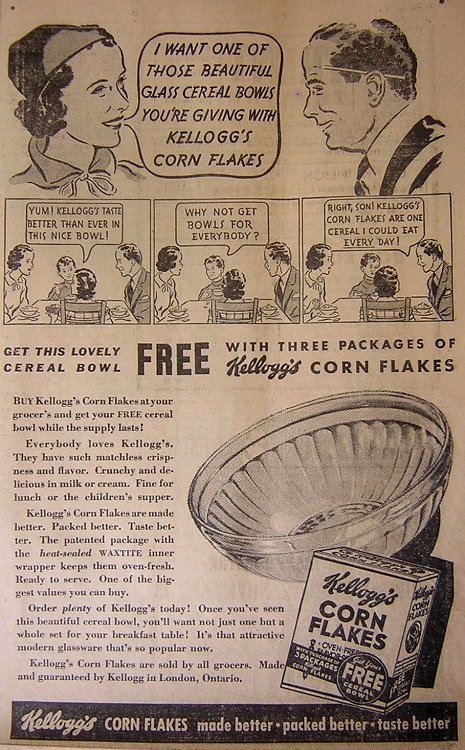 I WANT ONE OF
THOSE BEAUTIFUL
GLASS CEREAL BOWLS
YOU'RE GIVING WITH
KELLOGG'S
CORN FLAKES
YUM! KELLOGG'S TASTE
BETTER THAN EVER IN
THIS NICE BOWL!
WHY NOT GET
BOWLS FOR
EVERYBODY?
RIGHT, SON! KELLOGG'S
CORN FLAKES ARE ONE
CEREAL I COULD EAT
EVERY DAY!
GET THIS LOVELY
CEREAL BOWL
FREE
WITH THREE PACKAGES OF
Kellogg's CORN FLAKES
BUY Kellogg's Corn Flakes at your
grocer's and get your FREE cereal
bowl while the supply lasts!
Everybody loves Kellogg's.
They have such matchless crisp-
ness and flavor. Crunchy and de-
licious in milk or cream. Fine for
lunch or the children's supper.
Kellogg's Corn Flakes are made
better. Packed better. Taste bet-
ter. The patented package with
the heat-sealed WAXTITE inner
wrapper keeps them oven-fresh.
Ready to serve. One of the big-
gest values you can buy.
Order plenty of Kellogg's today! Once you've seen
this beautiful cereal bowl, you'll want not just one but a
whole set for your breakfast table! It's that attractive
modern glassware that's so popular now.
Kellogg's Corn Flakes are sold by all grocers. Made
and guaranteed by Kellogg in London, Ontario.
Kellogg's
CORN
FLAKES
OVEN-FRESH
3 PACKAGES
CORN FLAKES
FREE
CEREAL
BOWL
Kellogg's
CORN
FLAKES
Kellogg's CORN FLAKES made better · packed better · taste better